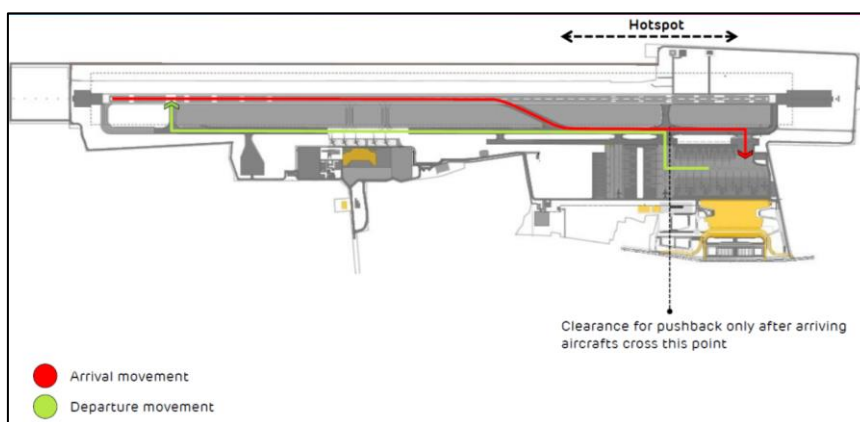 Hotspot
Clearance for pushback only after arriving
aircrafts cross this point
Arrival movement
Departure movement